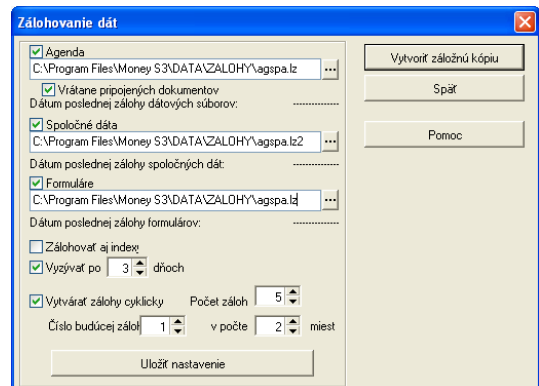 Zálohovanie dát
Agenda
C:\Program Files\Money S3\DATA\ZALOHY\agspa.lz
...
Vrátane pripojených dokumentov
Dátum poslednej zálohy dátových súborov: ---------------
Spoločné dáta
C:\Program Files\Money S3\DATA\ZALOHY\agspa.lz2
...
Dátum poslednej zálohy spoločných dát: ---------------
Formuláre
C:\Program Files\Money S3\DATA\ZALOHY\agspa.lz
...
Dátum poslednej zálohy formulárov: ---------------
Zálohovať aj indexy
Vyzývať po 3 dňoch
Vytvárať zálohy cyklicky Počet záloh 5
Číslo budúcej záloh 1 v počte 2 miest
Uložiť nastavenie
Vytvoriť záložnú kópiu
Späť
Pomoc